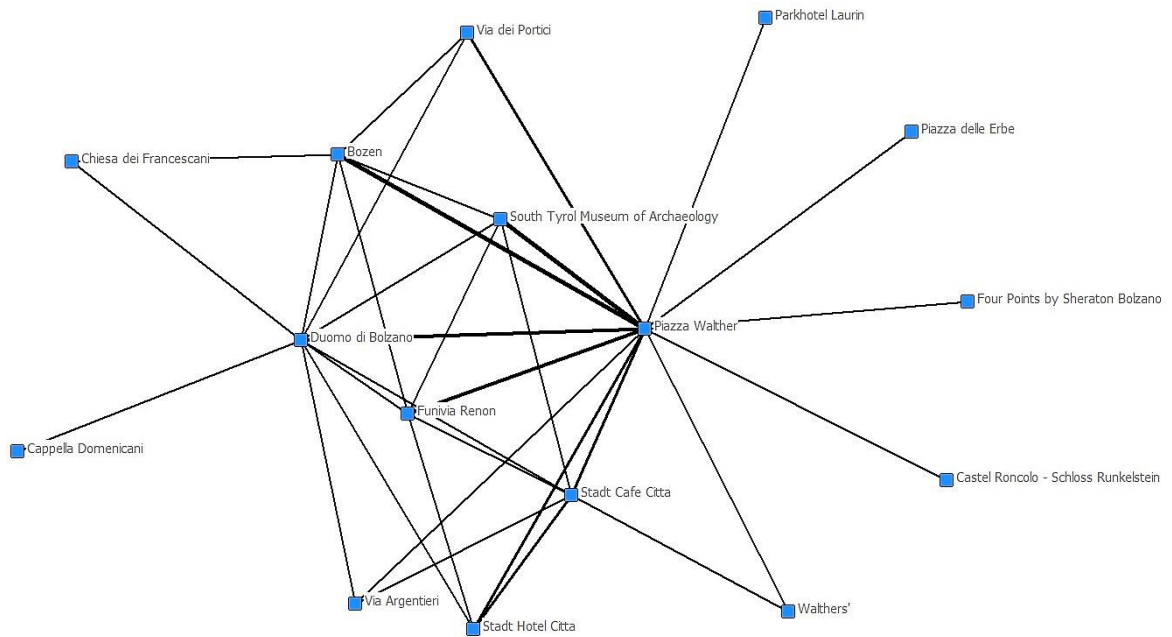 Parkhotel Laurin
Via dei Portici
Piazza delle Erbe
Bozen
Chiesa dei Francescani
South Tyrol Museum of Archaeology
Four Points by Sheraton Bolzano
Piazza Walther
Duomo di Bolzano
Funivia Renon
Cappella Domenicani
Castel Roncolo - Schloss Runkelstein
Stadt Cafe Citta
Via Argentieri
Walthers'
Stadt Hotel Citta